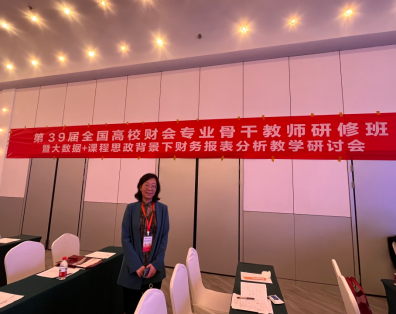 第39届全国高校财会专业骨干教师研修班
暨大数据+课程思政背景下财务报表分析教学研讨会